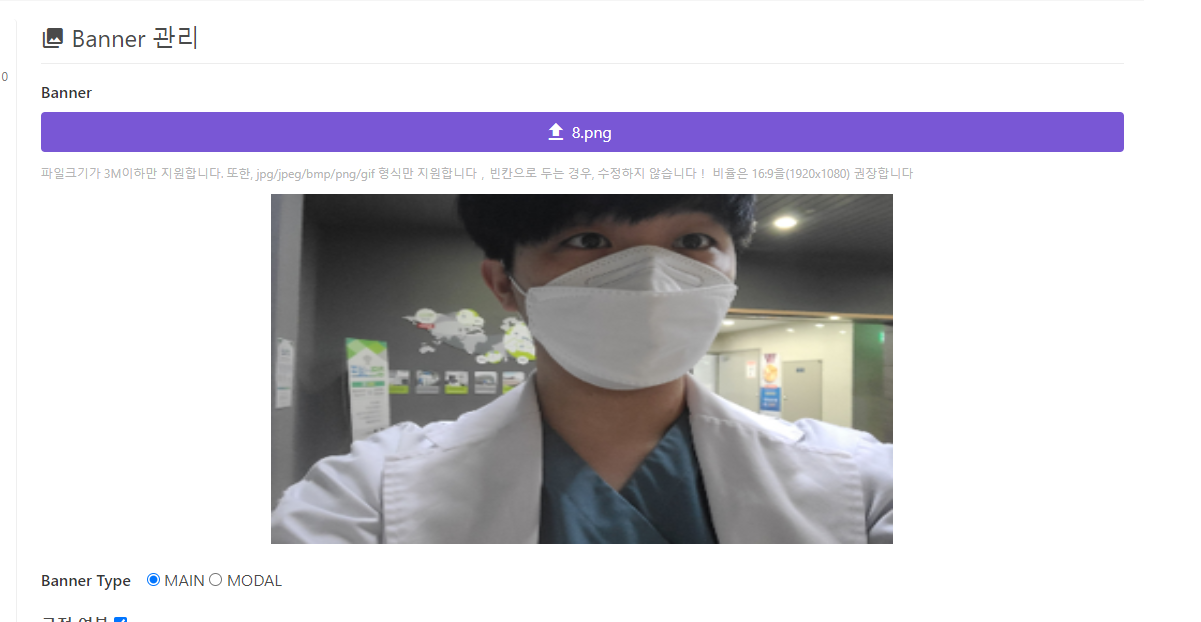 Banner 관리
0
Banner
8.png
파일크기가 3M이하만 지원합니다. 또한, jpg/jpeg/bmp/png/gif 형식만 지원합니다 , 빈칸으로 두는 경우, 수정하지 않습니다 ! 비율은 16:9을(1920x1080) 권장합니다
Banner Type MAIN MODAL